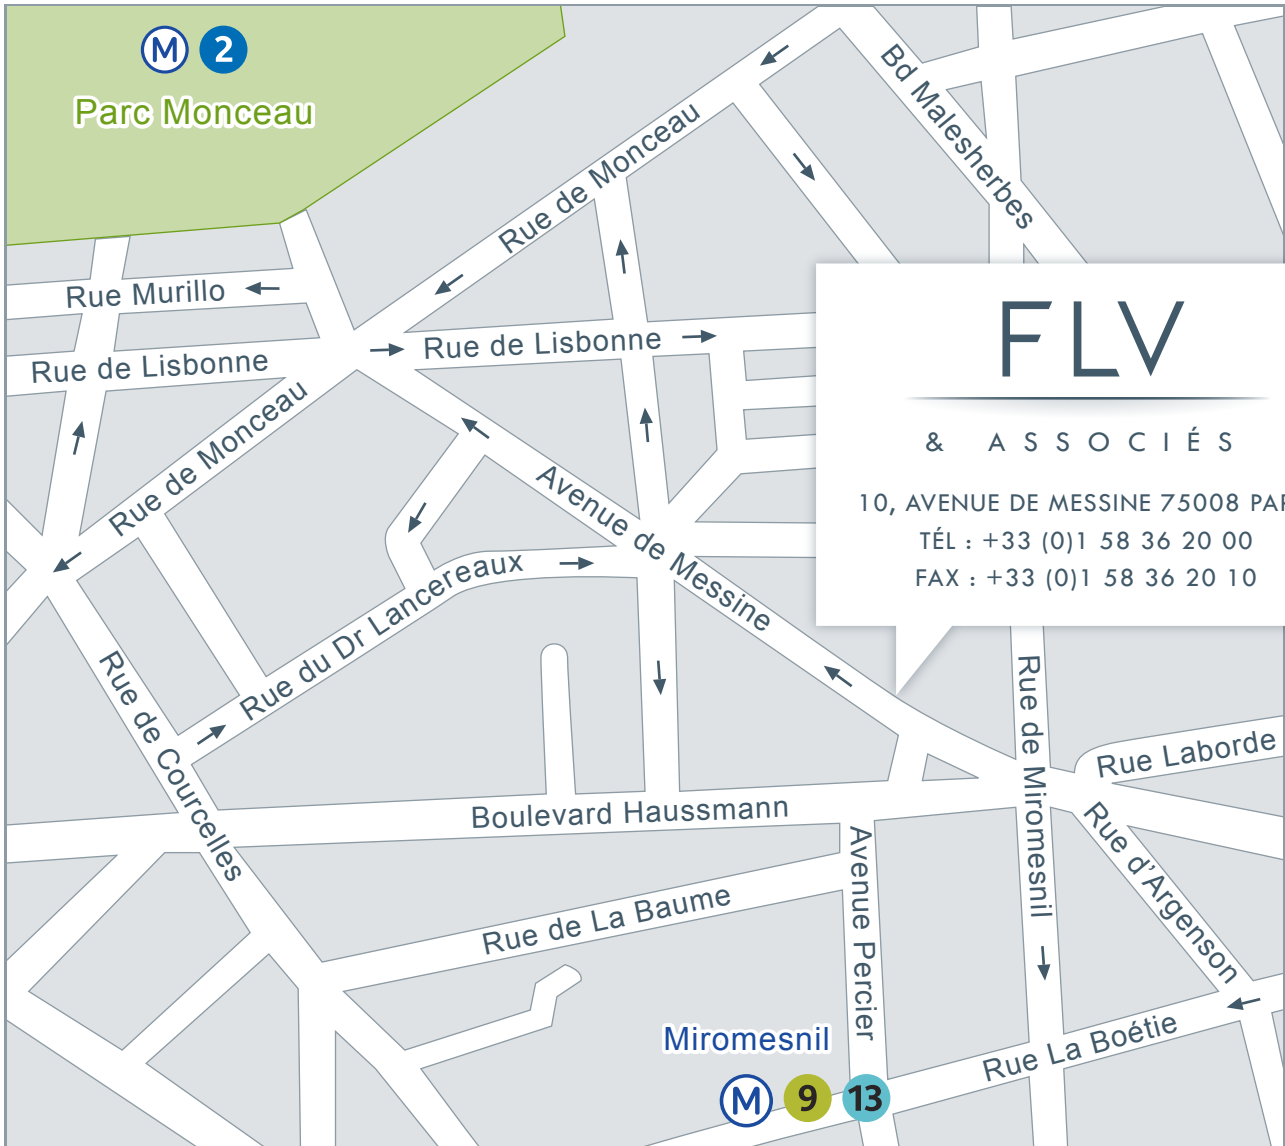 M 2
Parc Monceau
Bd Malesherbes
Rue de Monceau
Rue Murillo
Rue de Lisbonne
Rue de Lisbonne
FLV
& ASSOCIÉS
10, AVENUE DE MESSINE 75008 PAR
TÉL : +33 (0)1 58 36 20 00
FAX : +33 (0)1 58 36 20 10
Rue de Monceau
Avenue de Messine
Rue du Dr Lancereaux
Rue de Courcelles
Rue de Miromesnil
Rue Laborde
Boulevard Haussmann
Rue d'Argenson
Avenue Percier
Rue de La Baume
Rue La Boétie
Miromesnil
M 9 13